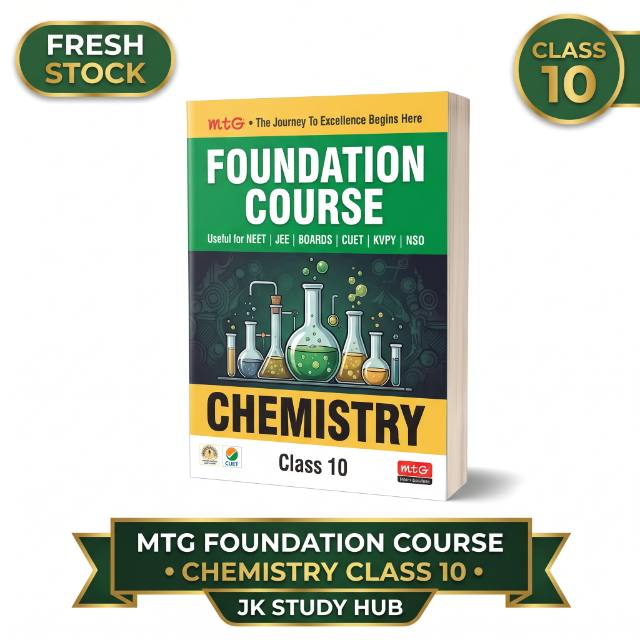 FRESH
STOCK
CLASS
10
mtG • The Journey To Excellence Begins Here
FOUNDATION
COURSE
Useful for NEET | JEE | BOARDS | CUET | KVPY | NSO
CHEMISTRY
CUET
Class 10
mtG
MTG FOUNDATION COURSE
• CHEMISTRY CLASS 10 •
JK STUDY HUB